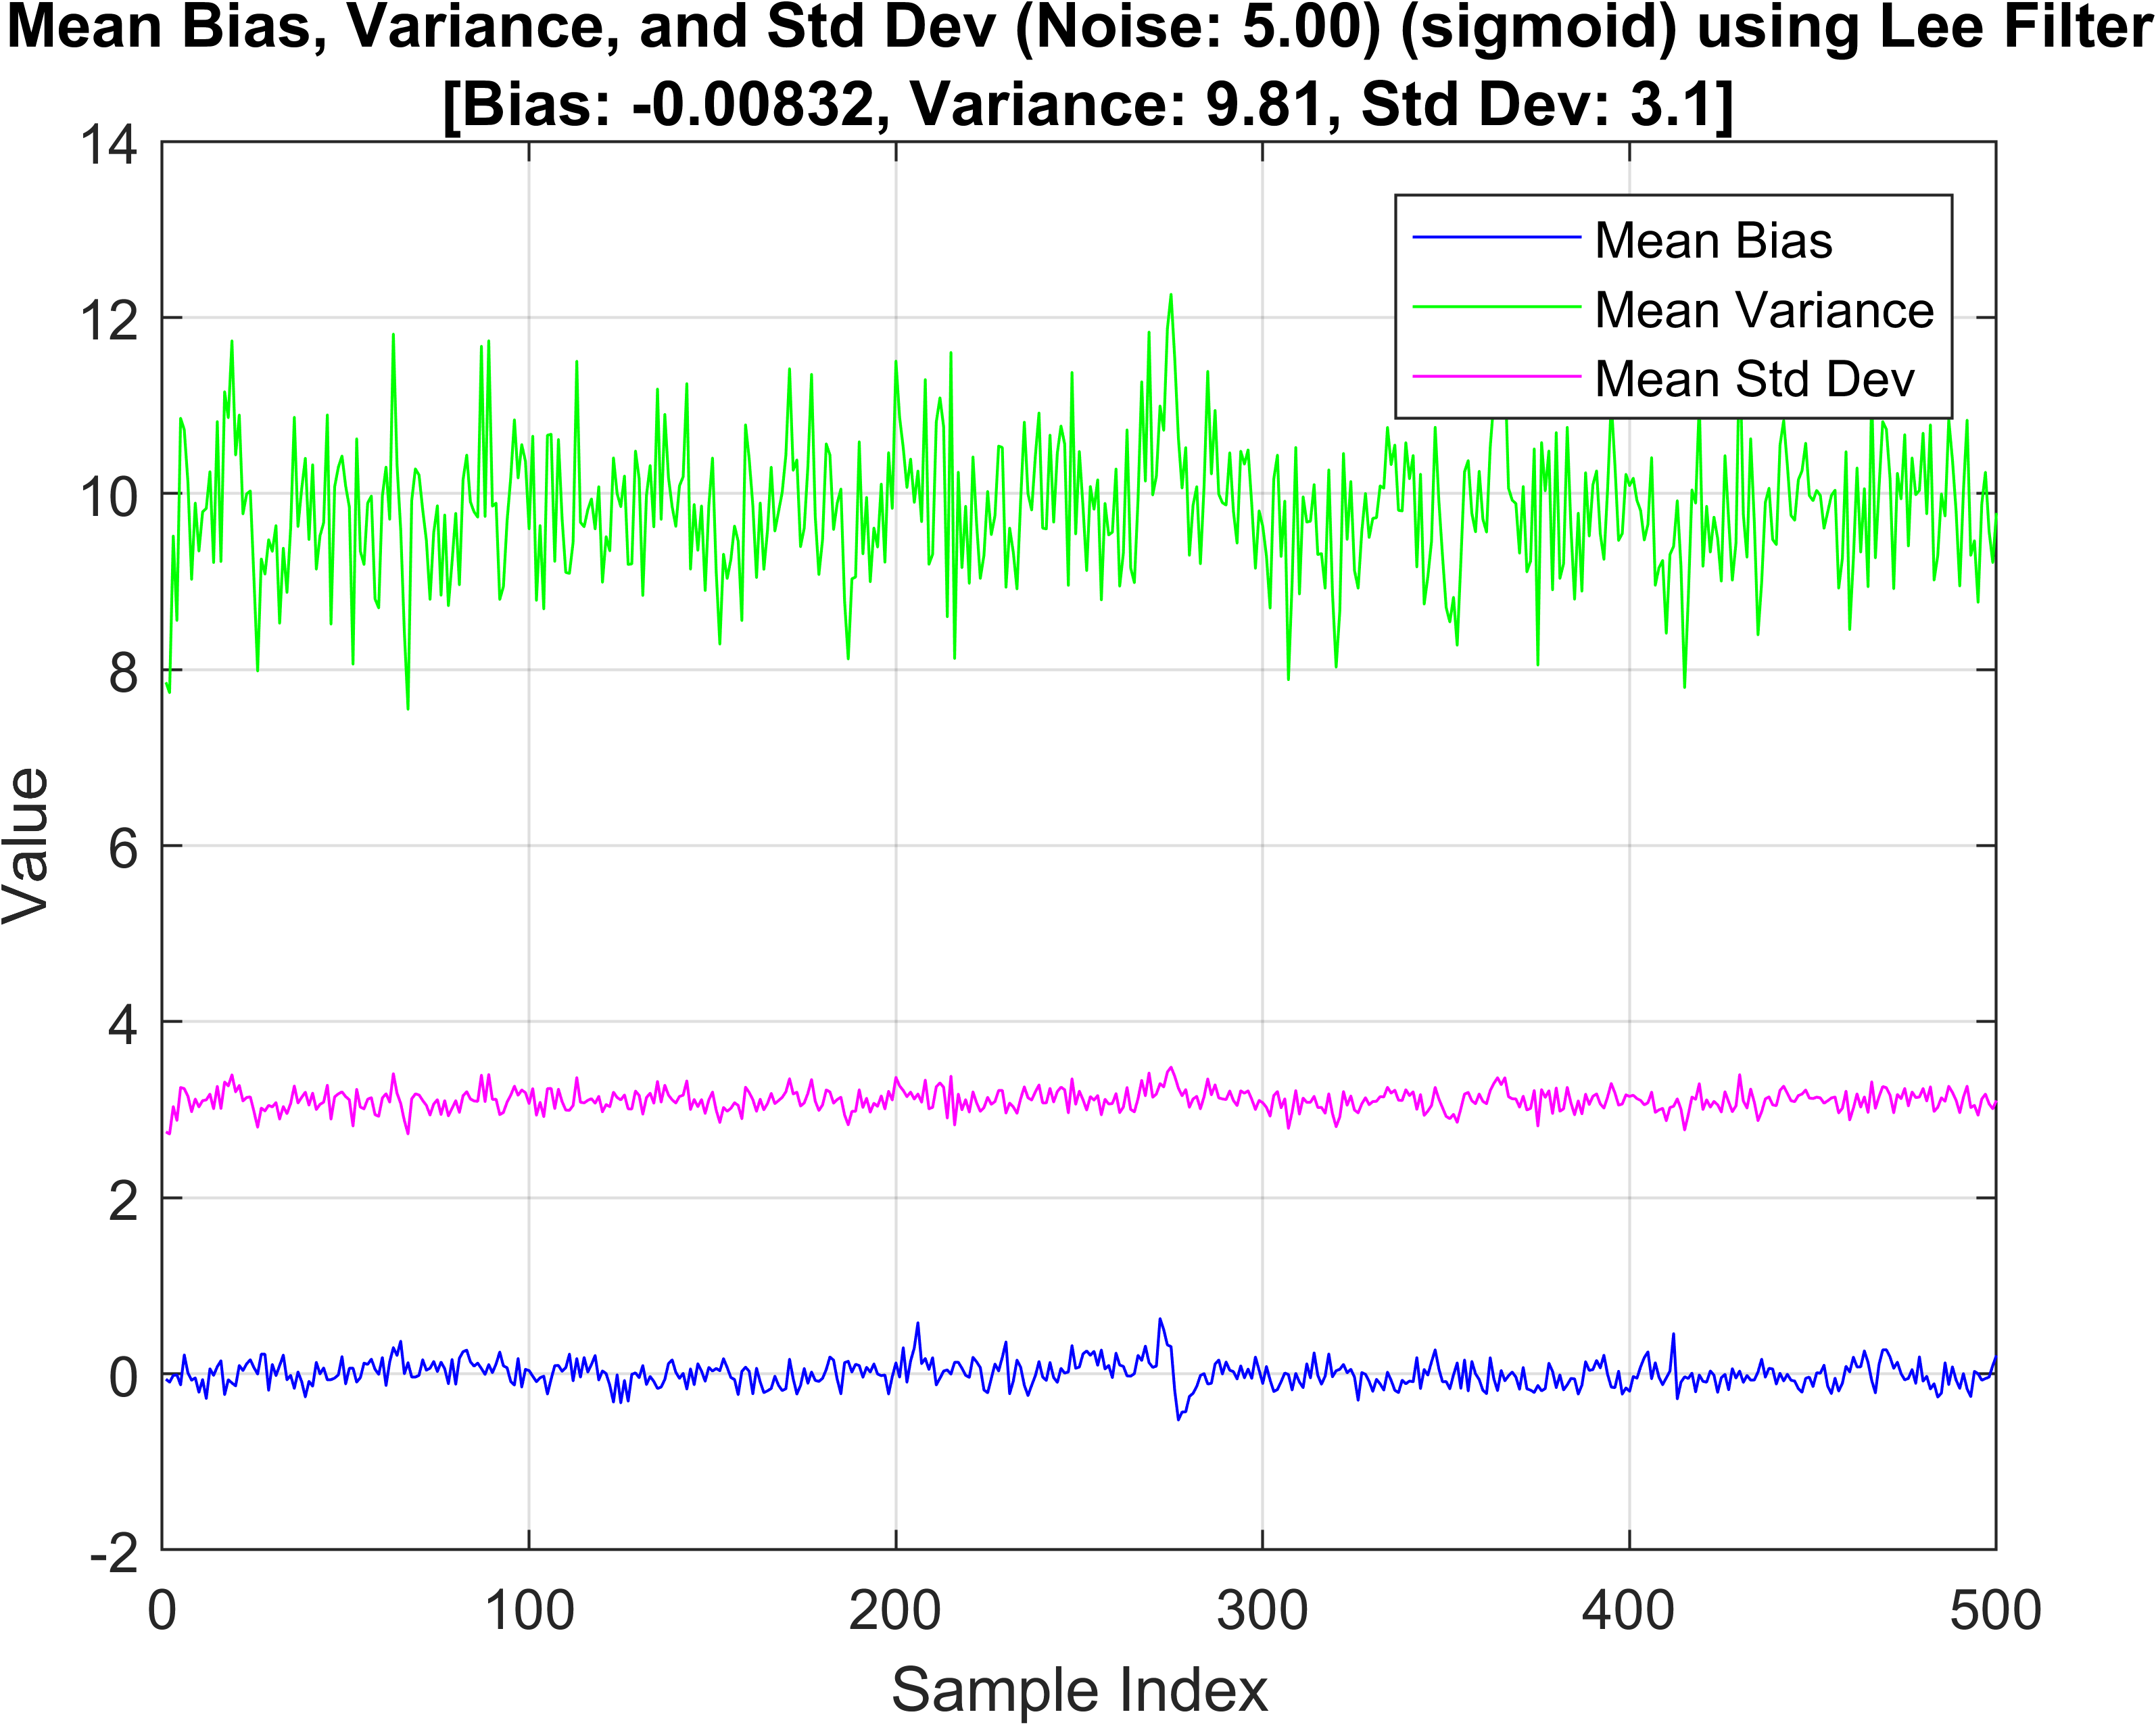 Mean Bias, Variance, and Std Dev (Noise: 5.00) (sigmoid) using Lee Filter
[Bias: -0.00832, Variance: 9.81, Std Dev: 3.1]
14
12
10
8
6
4
2
0
-2
Value
Mean Bias
Mean Variance
Mean Std Dev
0 100 200 300 400 500
Sample Index